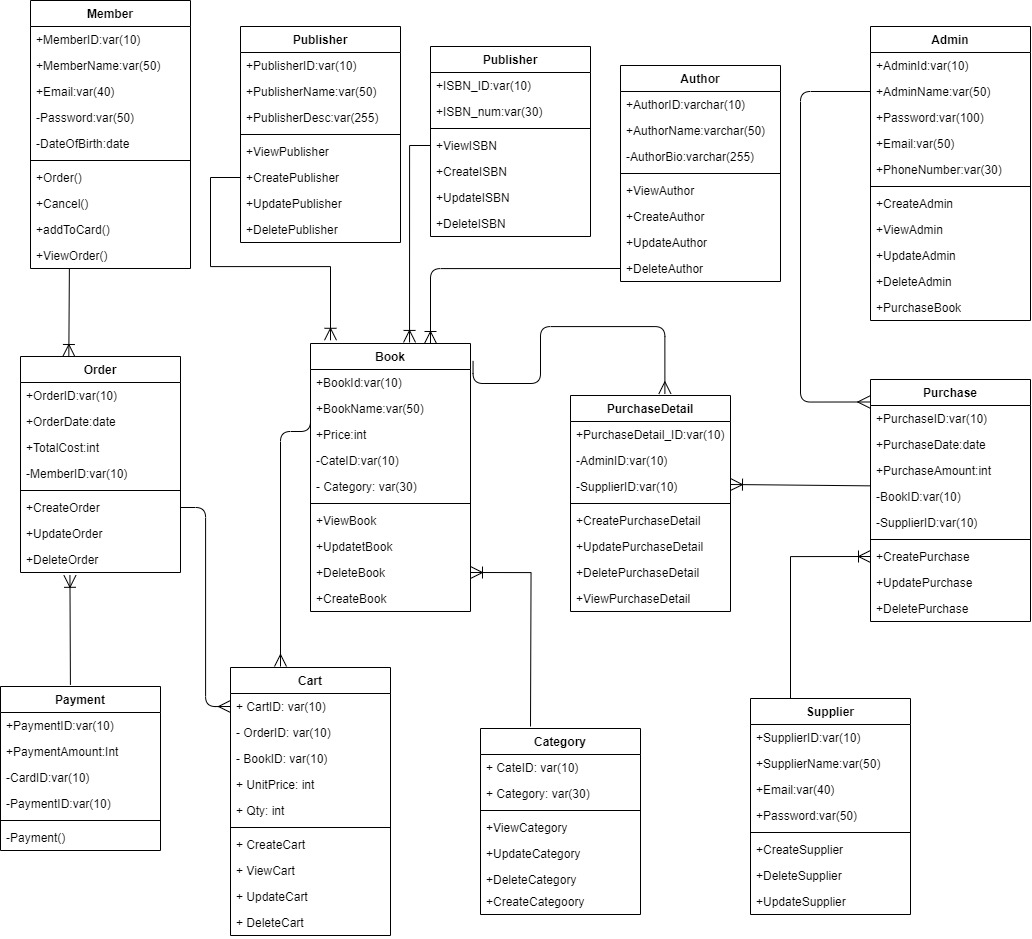 Member
+MemberID:var(10)
+MemberName:var(50)
+Email:var(40)
-Password:var(50)
-DateOfBirth:date
+Order()
+Cancel()
+addToCard()
+ViewOrder()
Publisher
+PublisherID:var(10)
+PublisherName:var(50)
+PublisherDesc:var(255)
+ViewPublisher
+CreatePublisher
+UpdatePublisher
+DeletePublisher
Publisher
+ISBN_ID:var(10)
+ISBN_num:var(30)
+ViewISBN
+CreateISBN
+UpdateISBN
+DeleteISBN
Author
+AuthorID:varchar(10)
+AuthorName:varchar(50)
-AuthorBio:varchar(255)
+ViewAuthor
+CreateAuthor
+UpdateAuthor
+DeleteAuthor
Admin
+AdminId:var(10)
+AdminName:var(50)
+Password:var(100)
+Email:var(50)
+PhoneNumber:var(30)
+CreateAdmin
+ViewAdmin
+UpdateAdmin
+DeleteAdmin
+PurchaseBook
Order
+OrderID:var(10)
+OrderDate:date
+TotalCost:int
-MemberID:var(10)
+CreateOrder
+UpdateOrder
+DeleteOrder
Book
+BookId:var(10)
+BookName:var(50)
+Price:int
-CateID:var(10)
- Category: var(30)
+ViewBook
+UpdatetBook
+DeleteBook
+CreateBook
PurchaseDetail
+PurchaseDetail_ID:var(10)
-AdminID:var(10)
-SupplierID:var(10)
+CreatePurchaseDetail
+UpdatePurchaseDetail
+DeletePurchaseDetail
+ViewPurchaseDetail
Purchase
+PurchaseID:var(10)
+PurchaseDate:date
+PurchaseAmount:int
-BookID:var(10)
-SupplierID:var(10)
+CreatePurchase
+UpdatePurchase
+DeletePurchase
Payment
+PaymentID:var(10)
+PaymentAmount:Int
-CardID:var(10)
-PaymentID:var(10)
-Payment()
Cart
+ CartID: var(10)
- OrderID: var(10)
- BookID: var(10)
+ UnitPrice: int
+ Qty: int
+ CreateCart
+ ViewCart
+ UpdateCart
+ DeleteCart
Category
+ CateID: var(10)
+ Category: var(30)
+ViewCategory
+UpdateCategory
+DeleteCategory
+CreateCategoory
Supplier
+SupplierID:var(10)
+SupplierName:var(50)
+Email:var(40)
+Password:var(50)
+CreateSupplier
+DeleteSupplier
+UpdateSupplier